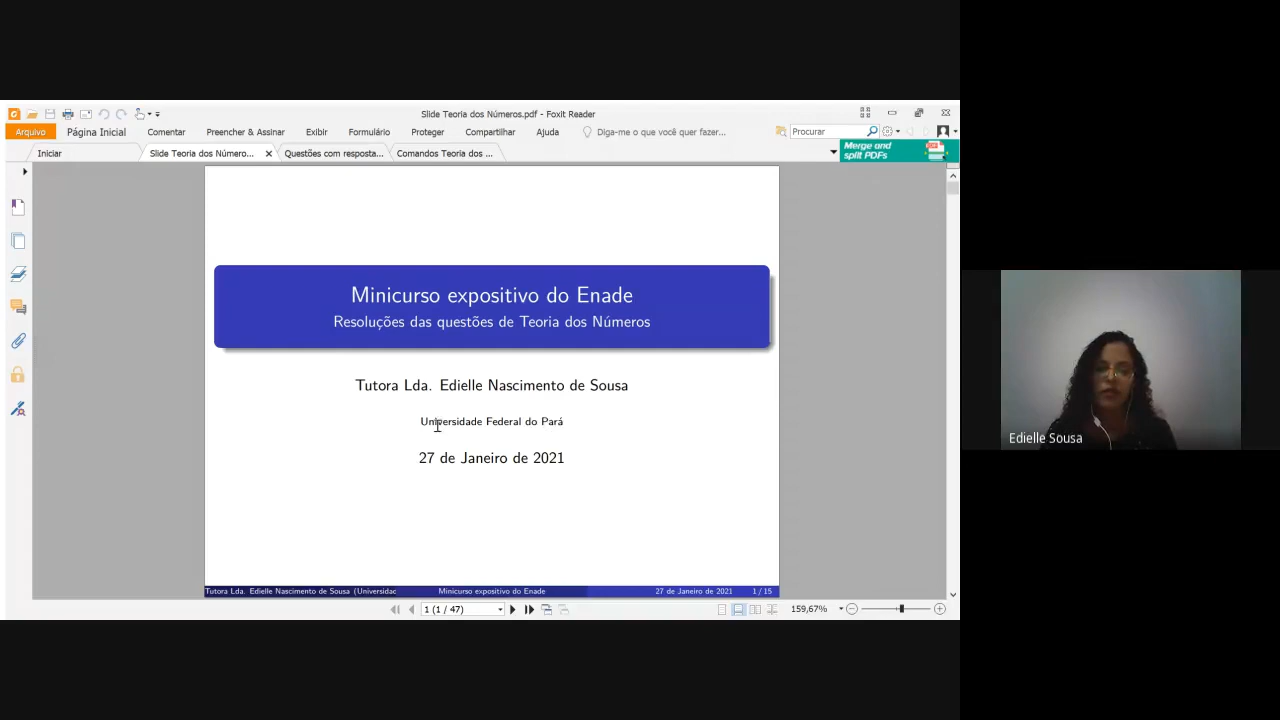 Slide Teoria dos Números.pdf - Foxit Reader
Arquivo Página Inicial Comentar Preencher & Assinar Exibir Formulário Proteger Compartilhar Ajuda Diga-me o que você quer fazer... Procurar
Iniciar Slide Teoria dos Número... Questões com resposta... Comandos Teoria dos ...
Merge and
split PDFs
Minicurso expositivo do Enade
Resoluções das questões de Teoria dos Números
Tutora Lda. Edielle Nascimento de Sousa
Universidade Federal do Pará
27 de Janeiro de 2021
Tutora Lda. Edielle Nascimento de Sousa (Universidac Minicurso expositivo do Enade 27 de Janeiro de 2021 1 / 15
1 (1 / 47) 159,67%
Edielle Sousa